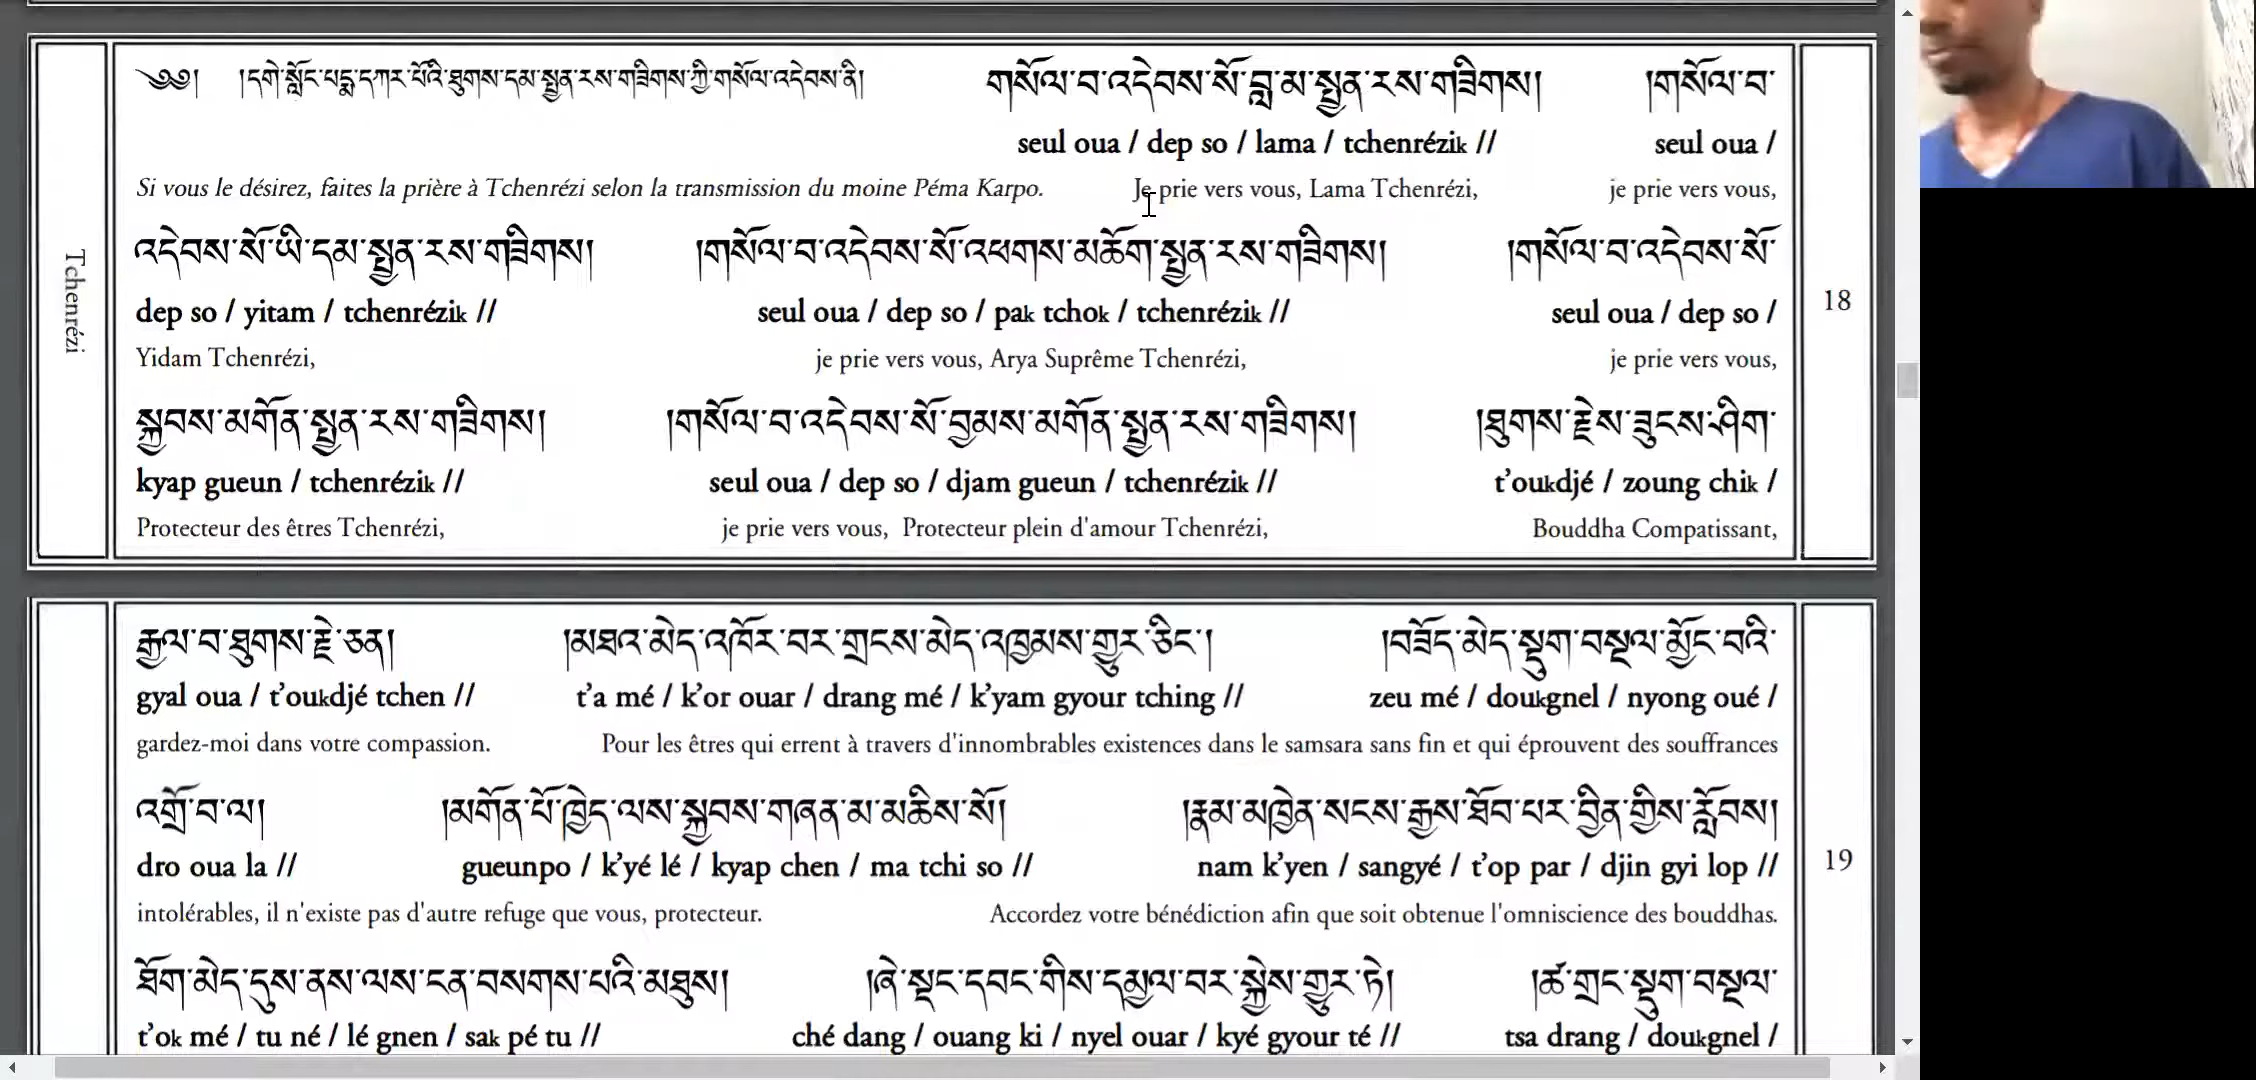 ༄༅། །དགེ་སློང་པདྨ་དཀར་པོའི་ཐུགས་དམ་སྤྱན་རས་གཟིགས་ཀྱི་གསོལ་འདེབས་ནི། གསོལ་བ་འདེབས་སོ་བླ་མ་སྤྱན་རས་གཟིགས། །གསོལ་བ་
seul oua / dep so / lama / tchenrézik // seul oua /
Si vous le désirez, faites la prière à Tchenrézi selon la transmission du moine Péma Karpo. Je prie vers vous, Lama Tchenrézi, je prie vers vous,
འདེབས་སོ་ཡི་དམ་སྤྱན་རས་གཟིགས། །གསོལ་བ་འདེབས་སོ་འཕགས་མཆོག་སྤྱན་རས་གཟིགས། །གསོལ་བ་འདེབས་སོ་
dep so / yitam / tchenrézik // seul oua / dep so / pak tchok / tchenrézik // seul oua / dep so /
Yidam Tchenrézi, je prie vers vous, Arya Suprême Tchenrézi, je prie vers vous,
སྐྱབས་མགོན་སྤྱན་རས་གཟིགས། །གསོལ་བ་འདེབས་སོ་བྱམས་མགོན་སྤྱན་རས་གཟིགས། །ཐུགས་རྗེས་ཟུངས་ཤིག་
kyap gueun / tchenrézik // seul oua / dep so / djam gueun / tchenrézik // t'oukdjé / zoung chik /
Protecteur des êtres Tchenrézi, je prie vers vous, Protecteur plein d'amour Tchenrézi, Bouddha Compatissant,
Tchenrézi
18
རྒྱལ་བ་ཐུགས་རྗེ་ཅན། །མཐའ་མེད་འཁོར་བར་གྲངས་མེད་འཁྱམས་གྱུར་ཅིང་། །བཟོད་མེད་སྡུག་བསྔལ་མྱོང་བའི་
gyal oua / t'oukdjé tchen // t'a mé / k'or ouar / drang mé / k'yam gyour tching // zeu mé / doukgnel / nyong oué /
gardez-moi dans votre compassion. Pour les êtres qui errent à travers d'innombrables existences dans le samsara sans fin et qui éprouvent des souffrances
འགྲོ་བ་ལ། །མགོན་པོ་ཁྱེད་ལས་སྐྱབས་གཞན་མ་མཆིས་སོ། །རྣམ་མཁྱེན་སངས་རྒྱས་ཐོབ་པར་བྱིན་གྱིས་རློབས།
dro oua la // gueunpo / k'yé lé / kyap chen / ma tchi so // nam k'yen / sangyé / t'op par / djin gyi lop //
intolérables, il n'existe pas d'autre refuge que vous, protecteur. Accordez votre bénédiction afin que soit obtenue l'omniscience des bouddhas.
19
ཐོག་མེད་དུས་ནས་ལས་ངན་བསགས་པའི་མཐུས། །ཞེ་སྡང་དབང་གིས་དམྱལ་བར་སྐྱེས་གྱུར་ཏེ། །ཚ་གྲང་སྡུག་བསྔལ་
t'ok mé / tu né / lé gnen / sak pé tu // ché dang / ouang ki / nyel ouar / kyé gyour té // tsa drang / doukgnel /